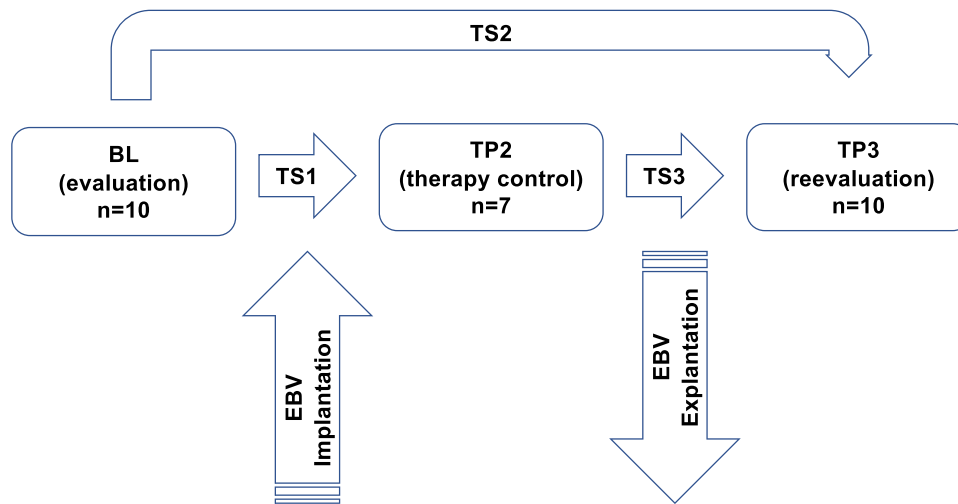 TS2
BL
(evaluation)
n=10
TS1
TP2
(therapy control)
n=7
TS3
TP3
(reevaluation)
n=10
EBV
Implantation
EBV
Explantation